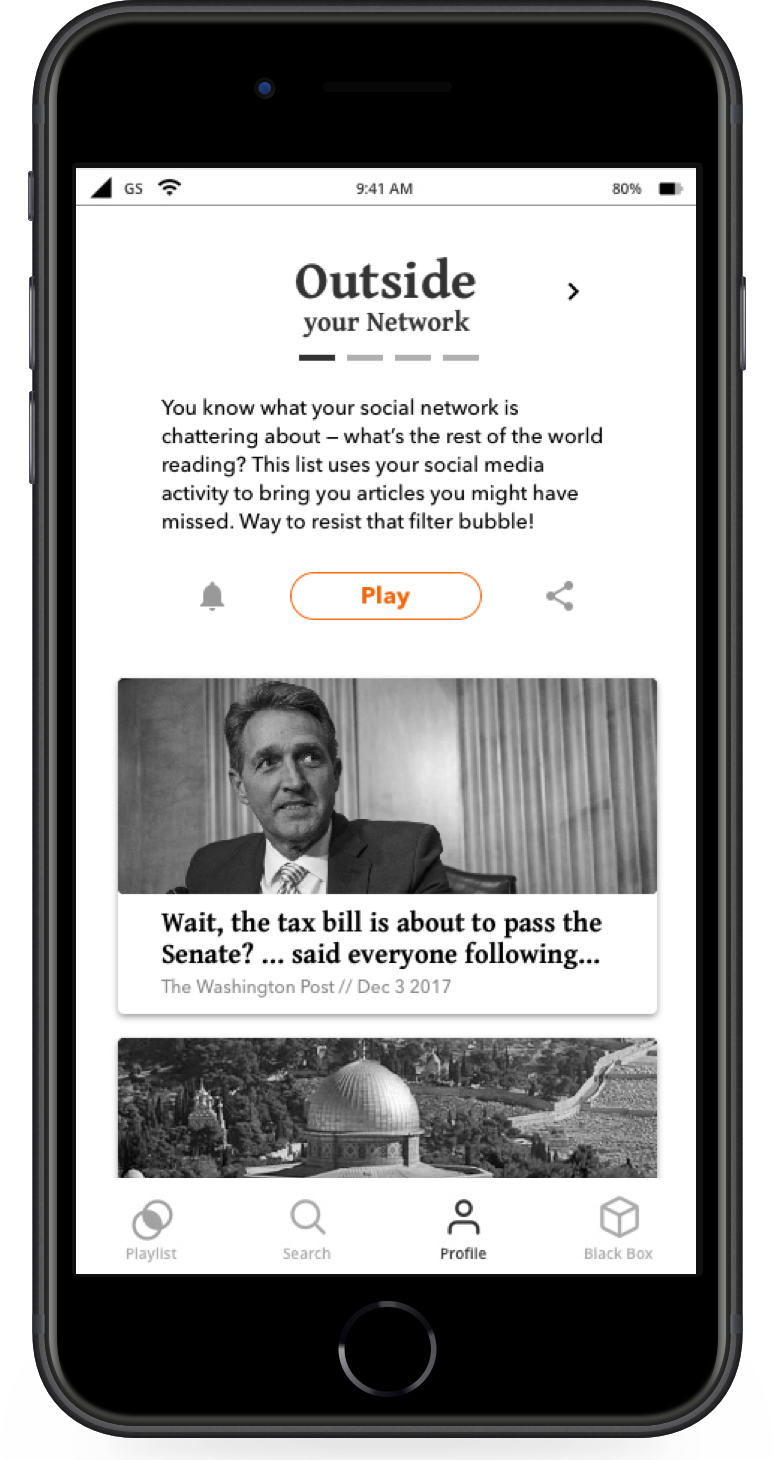 GS 9:41 AM 80%
Outside
your Network
You know what your social network is
chattering about – what’s the rest of the world
reading? This list uses your social media
activity to bring you articles you might have
missed. Way to resist that filter bubble!
Play
Wait, the tax bill is about to pass the
Senate? ... said everyone following...
The Washington Post // Dec 3 2017
Playlist Search Profile Black Box